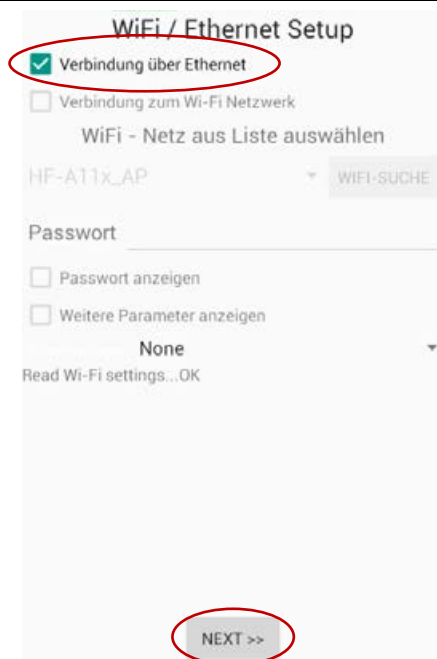 WiFi / Ethernet Setup
Verbindung über Ethernet
Verbindung zum Wi-Fi Netzwerk
WiFi - Netz aus Liste auswählen
HF-A11x_AP
WIFI-SUCHE
Passwort
Passwort anzeigen
Weitere Parameter anzeigen
None
Read Wi-Fi settings...OK
NEXT >>